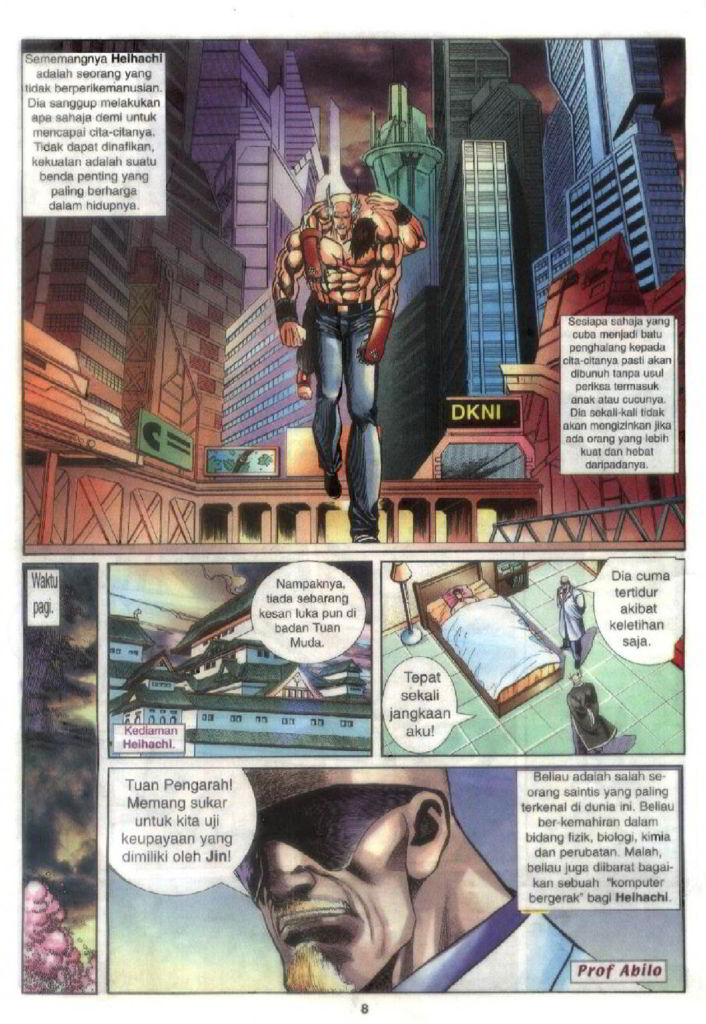 Sememangnya Heihachi
adalah seorang yang
tidak berperikemanusian.
Dia sanggup melakukan
apa sahaja demi untuk
mencapai cita-citanya.
Tidak dapat dinafikan,
kekuatan adalah suatu
benda penting yang
paling berharga
dalam hidupnya.
Sesiapa sahaja yang
cuba menjadi batu
penghalang kepada
cita-citanya pasti akan
dibunuh tanpa usul
periksa termasuk
anak atau cucunya.
Dia sekali-kali tidak
akan mengizinkan jika
ada orang yang lebih
kuat dan hebat
daripadanya.
DKNI
Waktu
pagi.
Nampaknya,
tiada sebarang
kesan luka pun di
badan Tuan
Muda.
Kediaman
Heihachi.
Dia cuma
tertidur
akibat
keletihan
saja.
Tepat
sekali
jangkaan
aku!
Tuan Pengarah!
Memang sukar
untuk kita uji
keupayaan yang
dimiliki oleh Jin!
Beliau adalah salah se-
orang saintis yang paling
terkenal di dunia ini. Beliau
ber-kemahiran dalam
bidang fizik, biologi, kimia
dan perubatan. Malah,
beliau juga diibarat bagai-
kan sebuah "komputer
bergerak" bagi Heihachi.
Prof Abilo
8